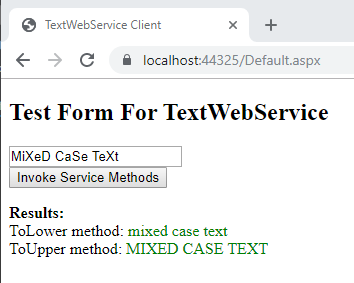 TextWebService Client
localhost:44325/Default.aspx
Test Form For TextWebService
MiXeD CaSe TeXt
Invoke Service Methods
Results:
ToLower method: mixed case text
ToUpper method: MIXED CASE TEXT